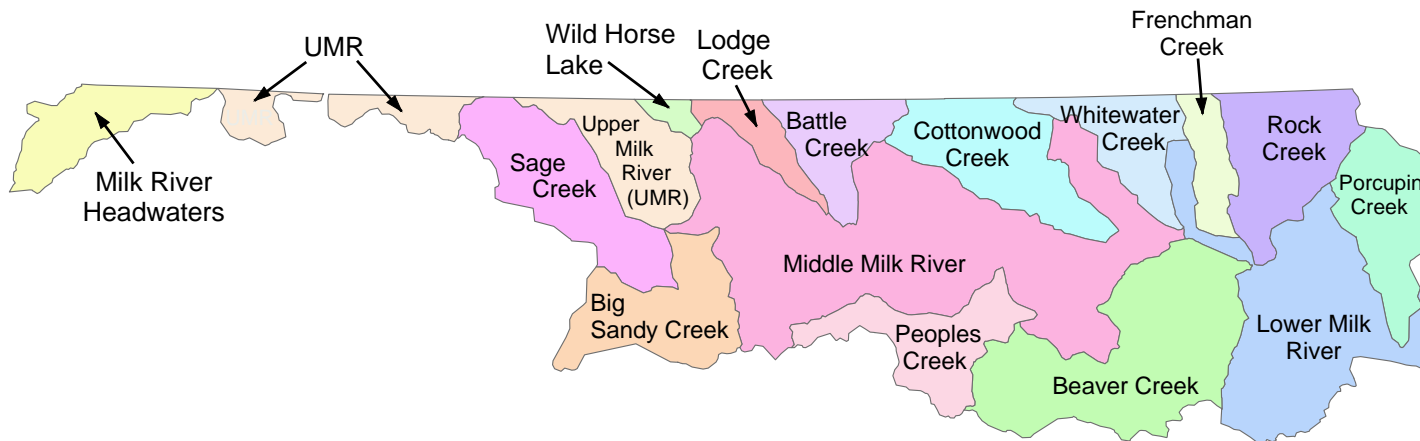 UMR
Wild Horse
Lake
Lodge
Creek
Frenchman
Creek
Milk River
Headwaters
Sage
Creek
Upper
Milk
River
(UMR)
Battle
Creek
Cottonwood
Creek
Whitewater
Creek
Rock
Creek
Porcupin
Creek
Middle Milk River
Big
Sandy Creek
Peoples
Creek
Beaver Creek
Lower Milk
River